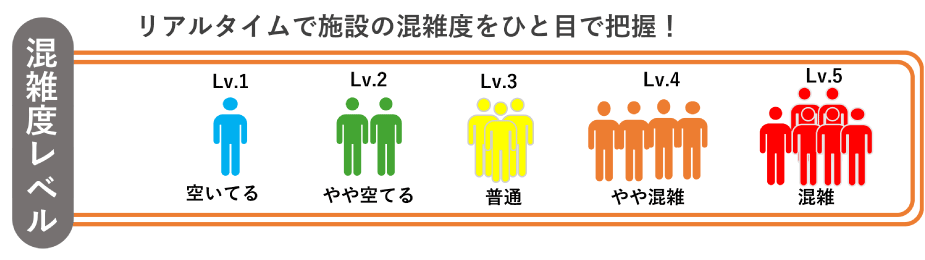 リアルタイムで施設の混雑度をひと目で把握！
混雑度レベル
Lv.1
Lv.2
Lv.3
Lv.4
Lv.5
空いてる
やや空てる
普通
やや混雑
混雑